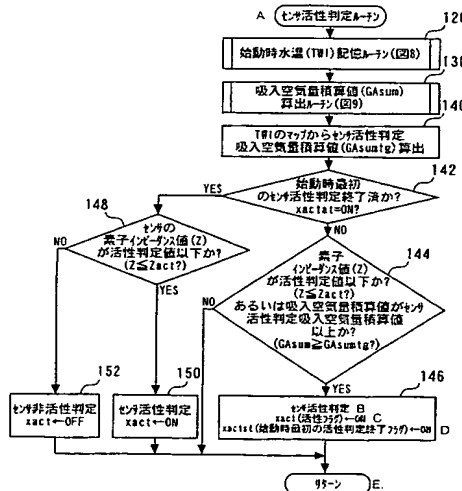 A
センサ活性判定ルーチン
120
始動時水温(TWI)記憶ルーチン(図8)
130
吸入空気量積算値(GAsum)
算出ルーチン(図9)
140
TWIのマップからセンサ活性判定
吸入空気量積算値(GAsumtg)算出
142
始動時最初
のセンサ活性判定終了済か?
xactst=ON?
YES
NO
148
センサの
素子インピーダンス値(Z)
が活性判定値以下か?
(Z≦Zact?)
NO
YES
144
素子
インピーダンス値(Z)
が活性判定値以下か?
(Z≦Zact?)
あるいは吸入空気量積算値がセンサ
活性判定吸入空気量積算値
以上か?
(GAsum≧GAsumtg?)
NO
YES
152
センサ非活性判定
xact←OFF
150
センサ活性判定
xact←ON
146
センサ活性判定 B
xact(活性フラグ)←ON C
xactst(始動時最初の活性判定終了フラグ)←ON D
リターン E.